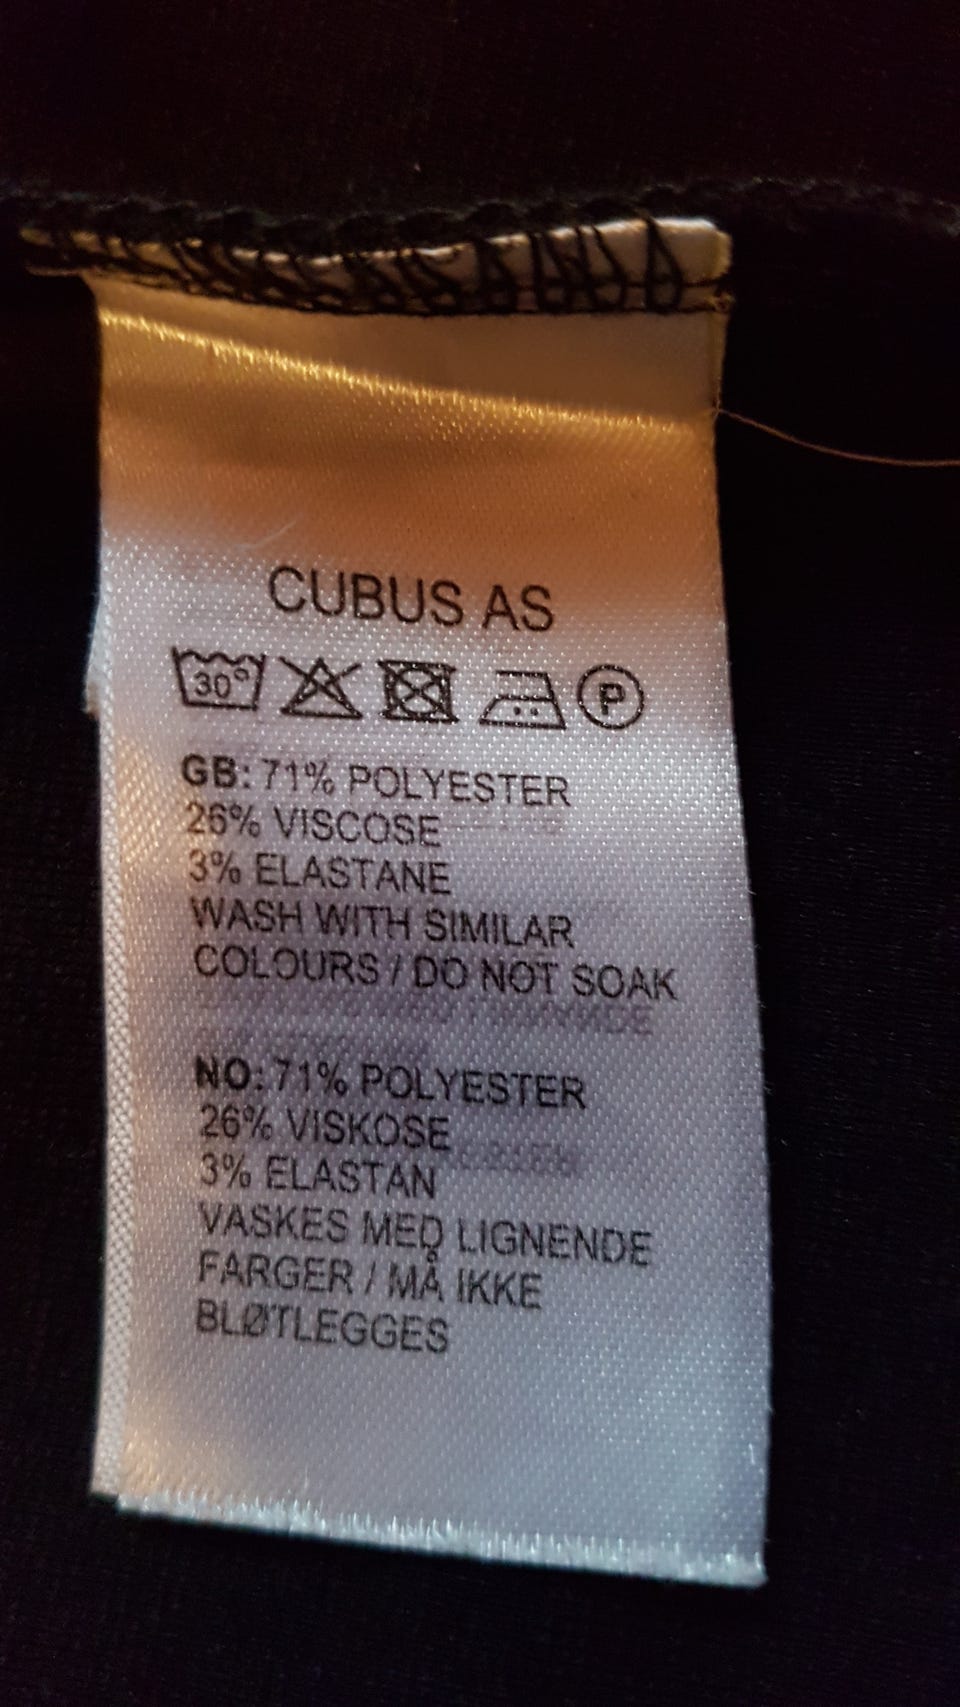 CUBUS AS
30° P
GB: 71% POLYESTER
26% VISCOSE
3% ELASTANE
WASH WITH SIMILAR
COLOURS / DO NOT SOAK
NO: 71% POLYESTER
26% VISKOSE
3% ELASTAN
VASKES MED LIGNENDE
FARGER / MÅ IKKE
BLØTLEGGES